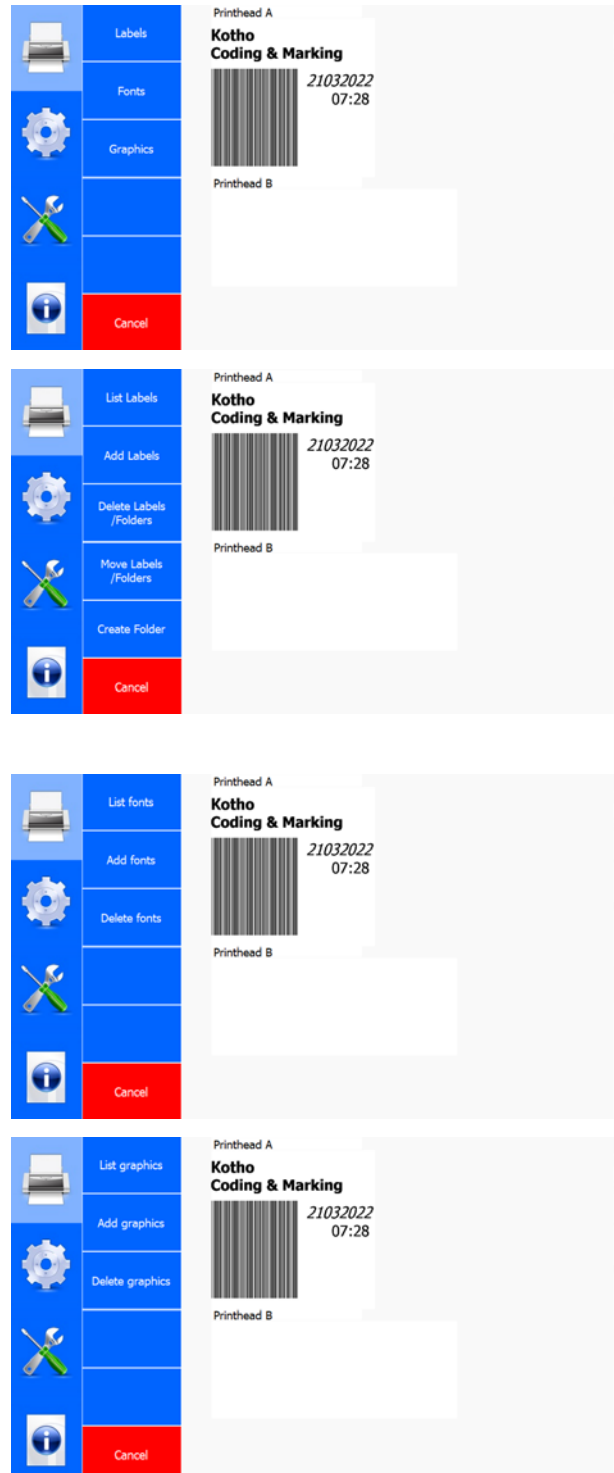 Printhead A
Labels
Kotho
Coding & Marking
21032022
07:28
Fonts
Graphics
Printhead B
Cancel
Printhead A
List Labels
Kotho
Coding & Marking
21032022
07:28
Add Labels
Delete Labels
/Folders
Printhead B
Move Labels
/Folders
Create Folder
Cancel
Printhead A
List fonts
Kotho
Coding & Marking
21032022
07:28
Add fonts
Delete fonts
Printhead B
Cancel
Printhead A
List graphics
Kotho
Coding & Marking
21032022
07:28
Add graphics
Delete graphics
Printhead B
Cancel